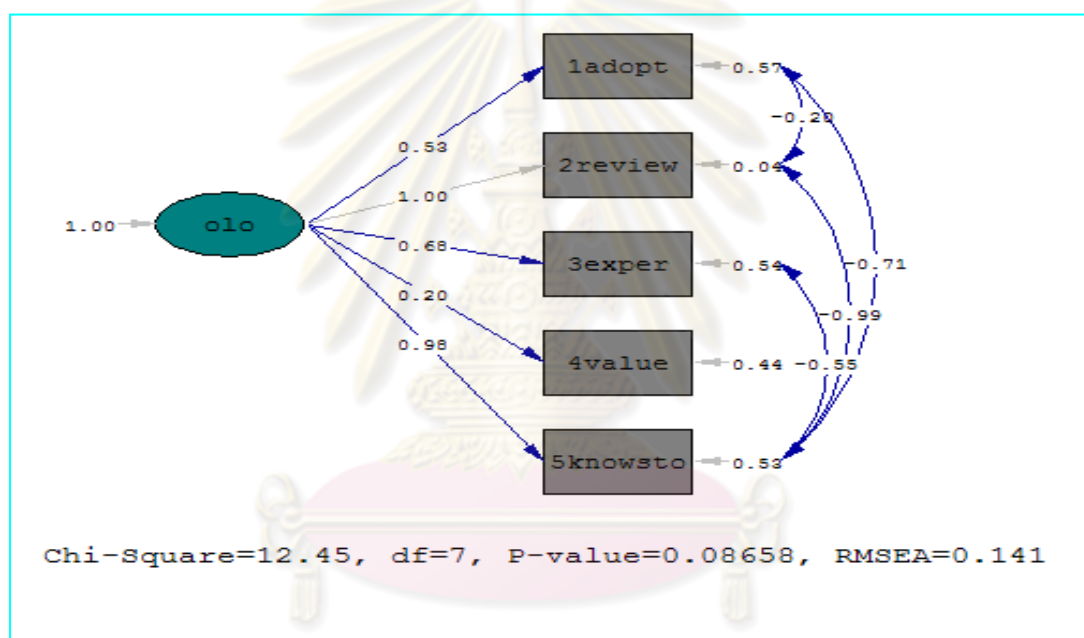 1adopt
0.57
-0.20
0.53
2review
0.04
1.00
1.00
olo
0.68
3exper
0.54
-0.71
0.20
-0.99
0.98
4value
0.44
-0.55
5knowsto
0.53
Chi-Square=12.45, df=7, P-value=0.08658, RMSEA=0.141